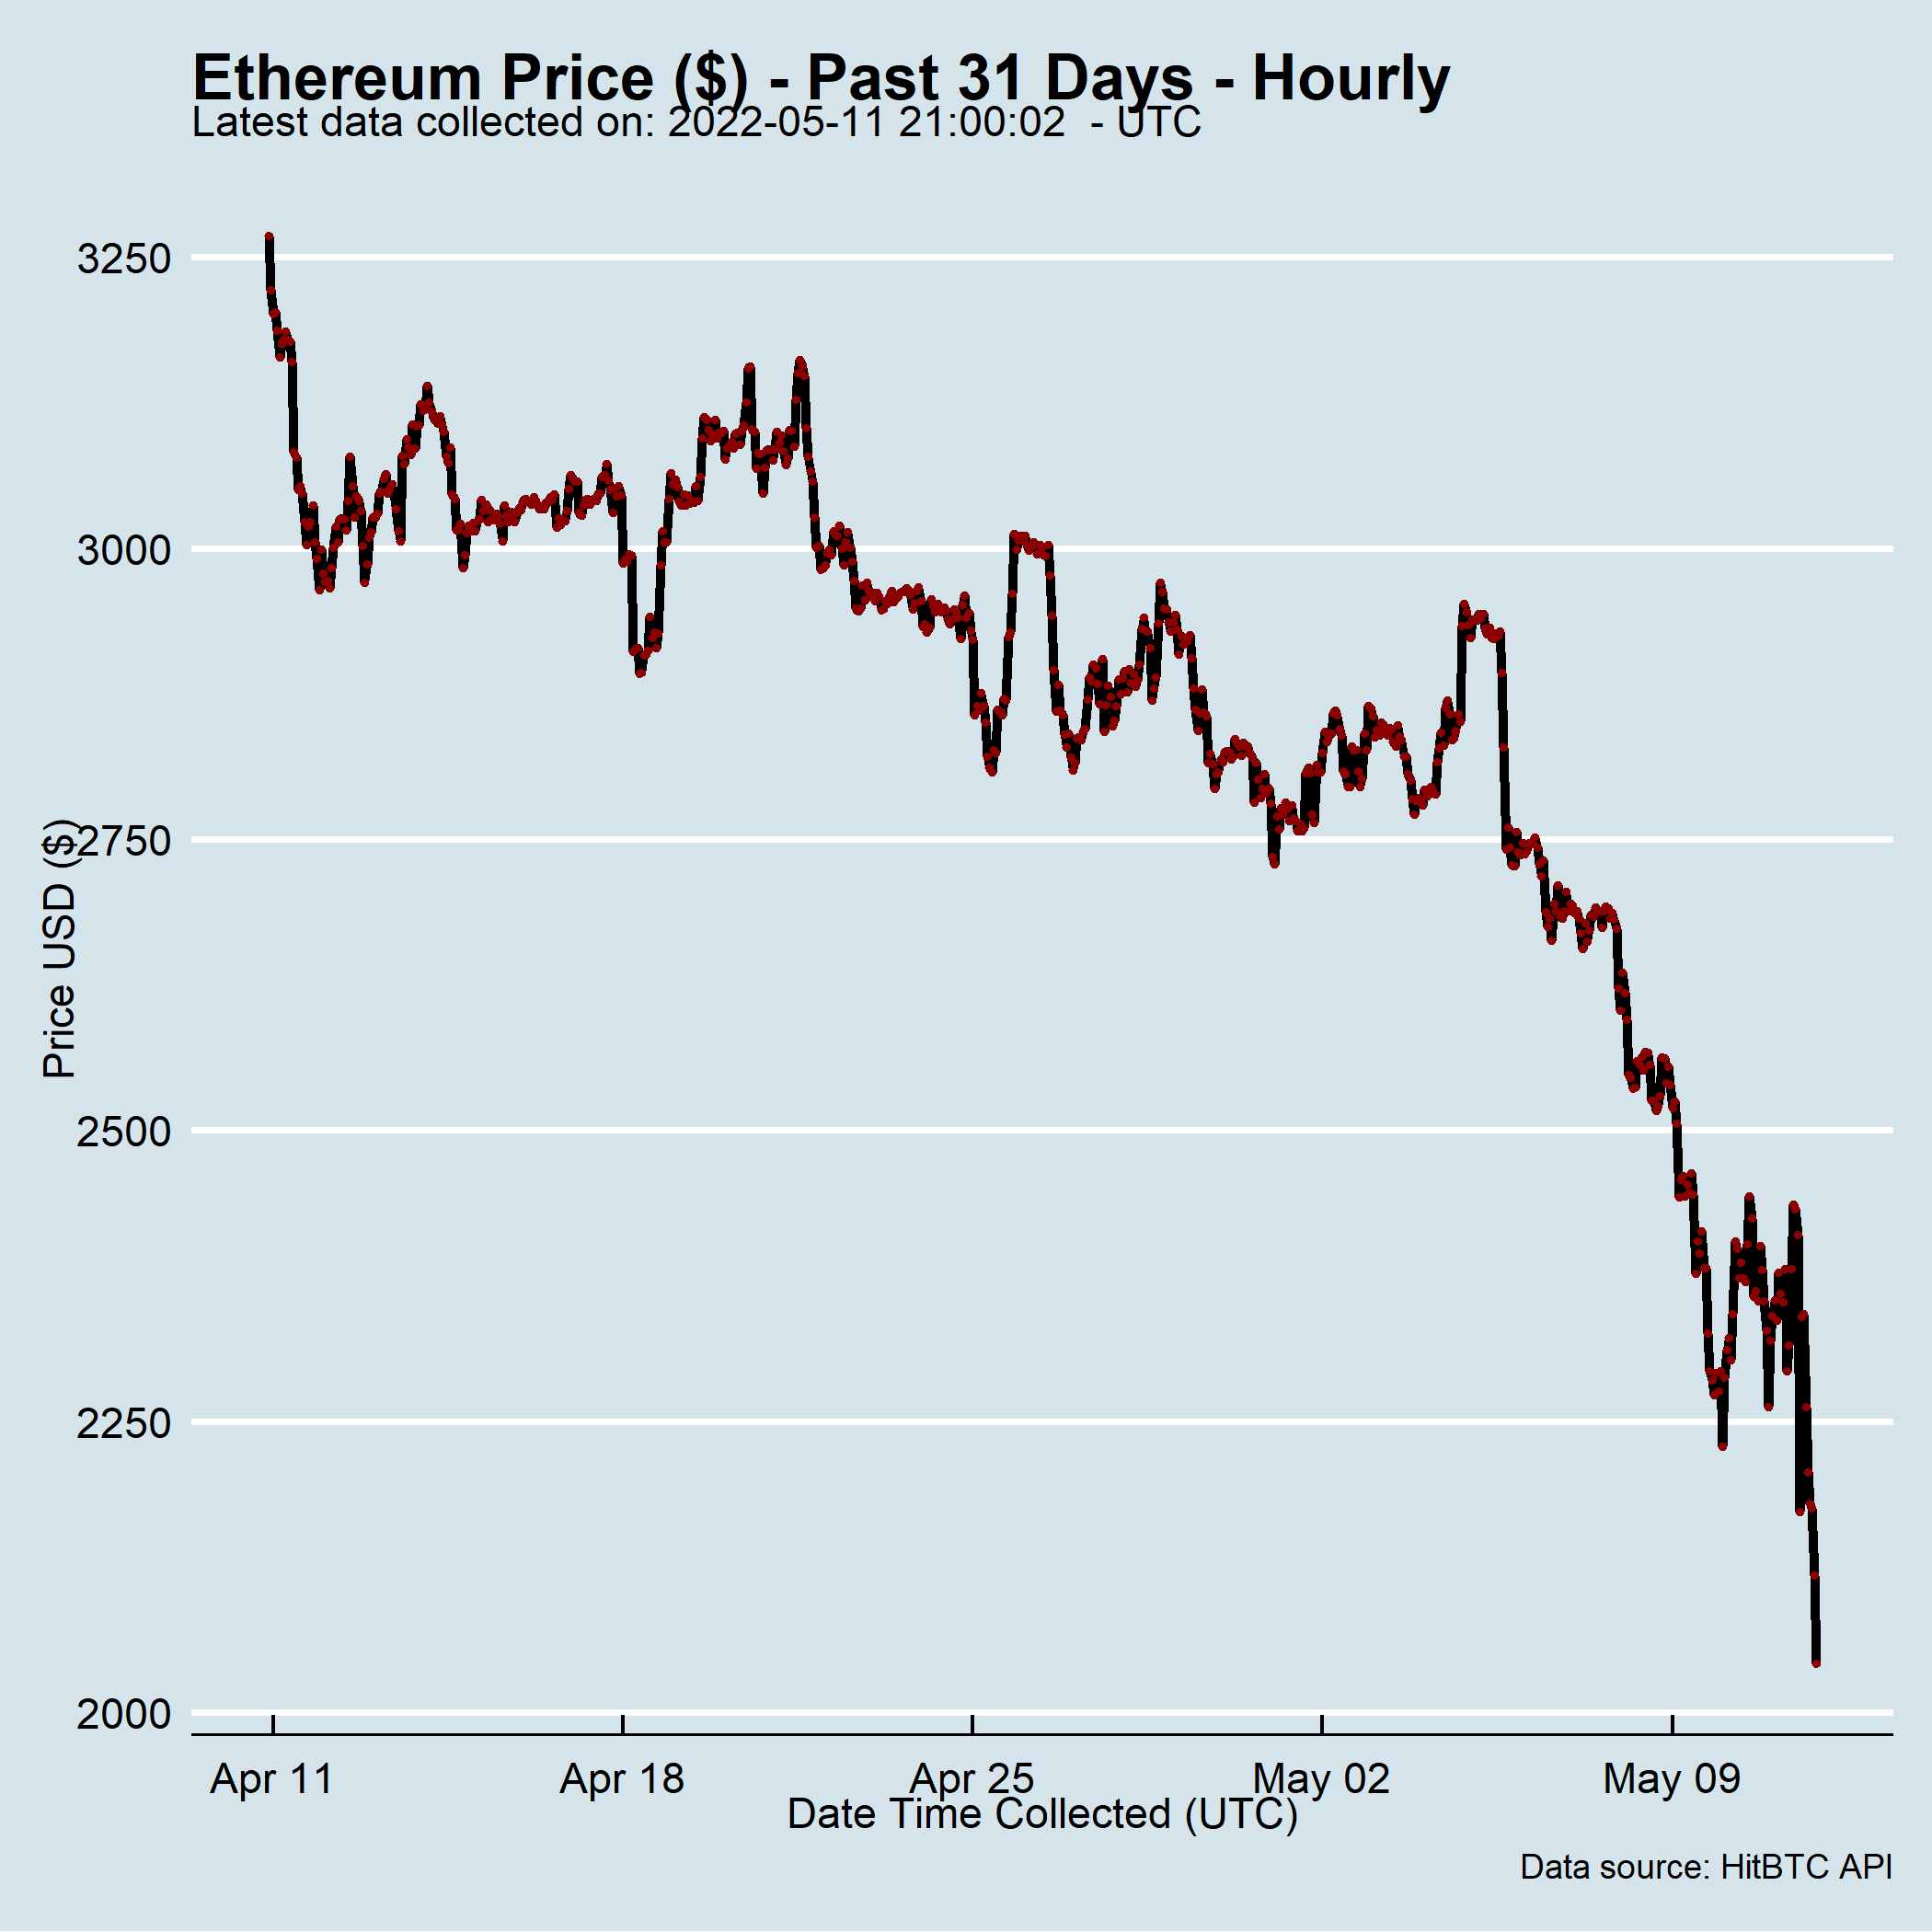 Ethereum Price ($) - Past 31 Days - Hourly
Latest data collected on: 2022-05-11 21:00:02  - UTC
3250
3000
2750
2500
2250
2000
Price USD ($)
Apr 11
Apr 18
Apr 25
May 02
May 09
Date Time Collected (UTC)
Data source: HitBTC API